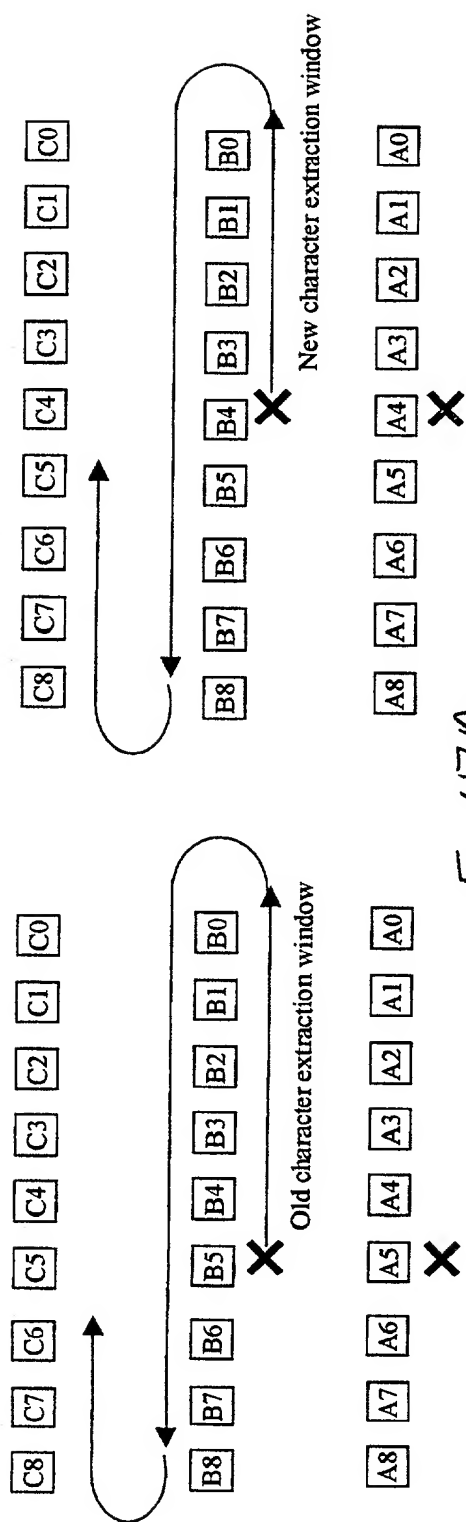 C8 C7 C6 C5 C4 C3 C2 C1 C0 C8 C7 C6 C5 C4 C3 C2 C1 C0
B8 B7 B6 B5 B4 B3 B2 B1 B0 B8 B7 B6 B5 B4 B3 B2 B1 B0
Old character extraction window New character extraction window
A8 A7 A6 A5 A4 A3 A2 A1 A0 A8 A7 A6 A5 A4 A3 A2 A1 A0